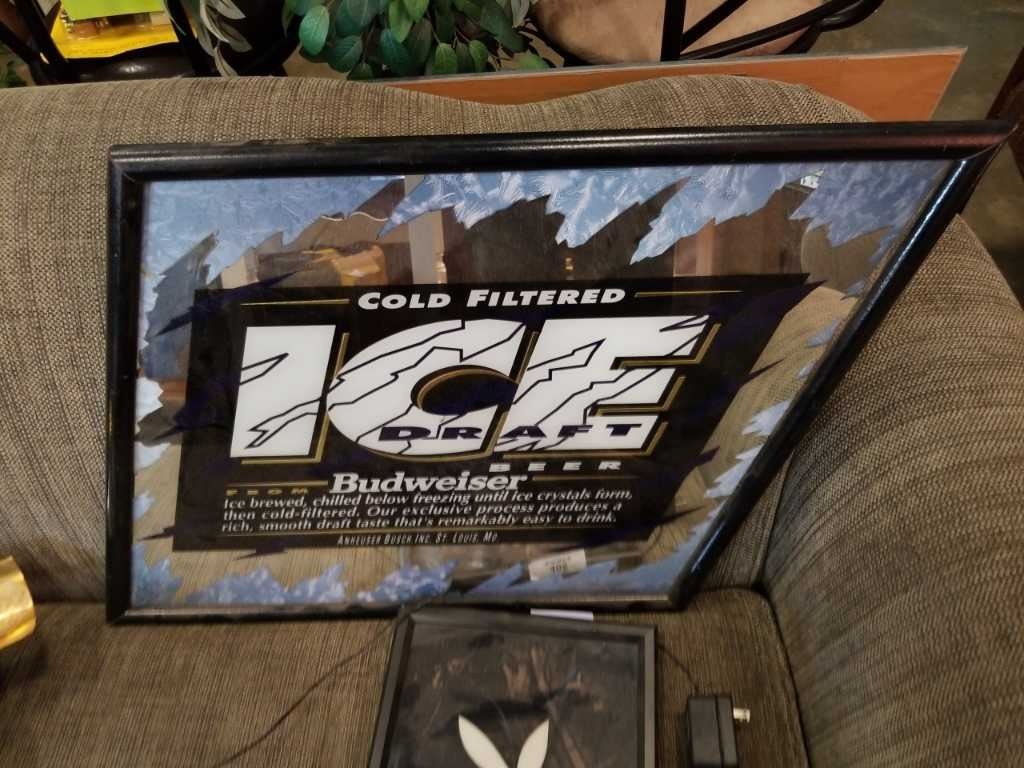 COLD FILTERED
ICE
DRAFT
BEER
FROM Budweiser
Ice brewed, chilled below freezing until ice crystals form,
then cold-filtered. Our exclusive process produces a
rich, smooth draft taste that's remarkably easy to drink.
ANHEUSER BUSCH INC. ST. LOUIS, MO.